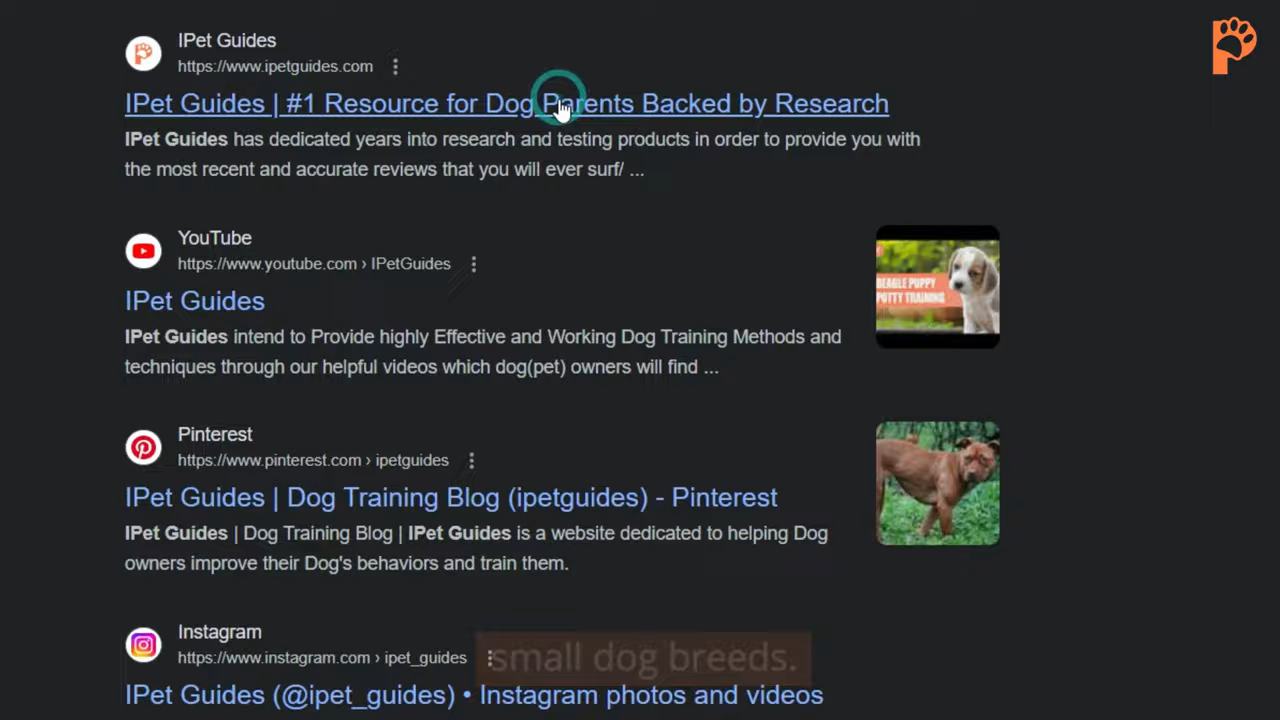 IPet Guides
https://www.ipetguides.com
IPet Guides | #1 Resource for Dog Parents Backed by Research
IPet Guides has dedicated years into research and testing products in order to provide you with
the most recent and accurate reviews that you will ever surf/ ...
YouTube
https://www.youtube.com › IPetGuides
IPet Guides
IPet Guides intend to Provide highly Effective and Working Dog Training Methods and
techniques through our helpful videos which dog(pet) owners will find ...
BEAGLE PUPPY
POTTY TRAINING
Pinterest
https://www.pinterest.com › ipetguides
IPet Guides | Dog Training Blog (ipetguides) - Pinterest
IPet Guides | Dog Training Blog | IPet Guides is a website dedicated to helping Dog
owners improve their Dog's behaviors and train them.
Instagram
https://www.instagram.com › ipet_guides
small dog breeds.
IPet Guides (@ipet_guides) • Instagram photos and videos